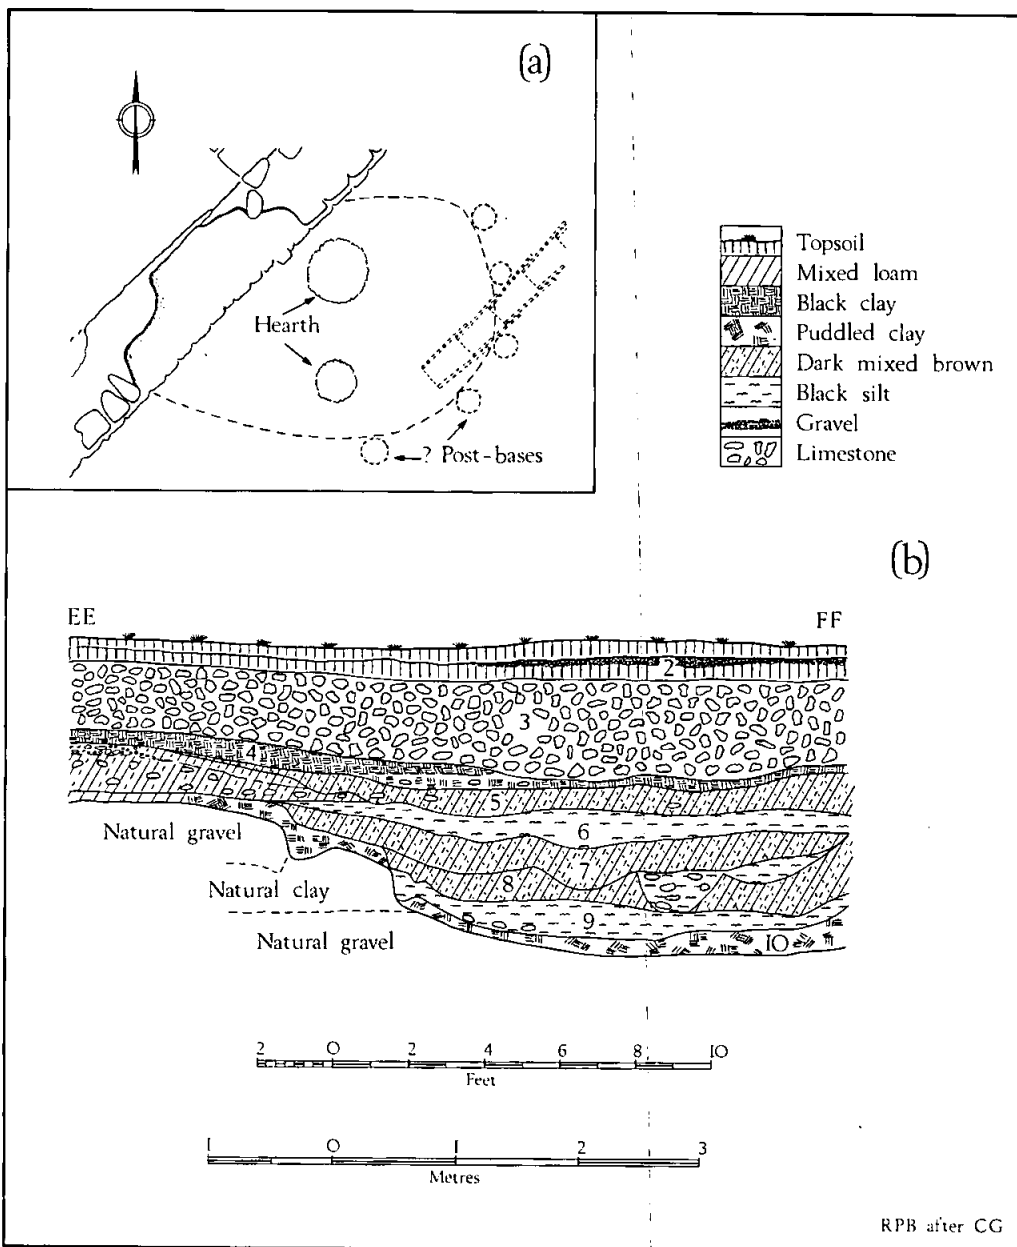 (a)
Hearth
? Post-bases
Topsoil
Mixed loam
Black clay
Puddled clay
Dark mixed brown
Black silt
Gravel
Limestone
(b)
EE
FF
2
3
4
5
6
7
8
9
10
Natural gravel
Natural clay
Natural gravel
2 0 2 4 6 8 10
Feet
1 0 1 2 3
Metres
RPB after CG